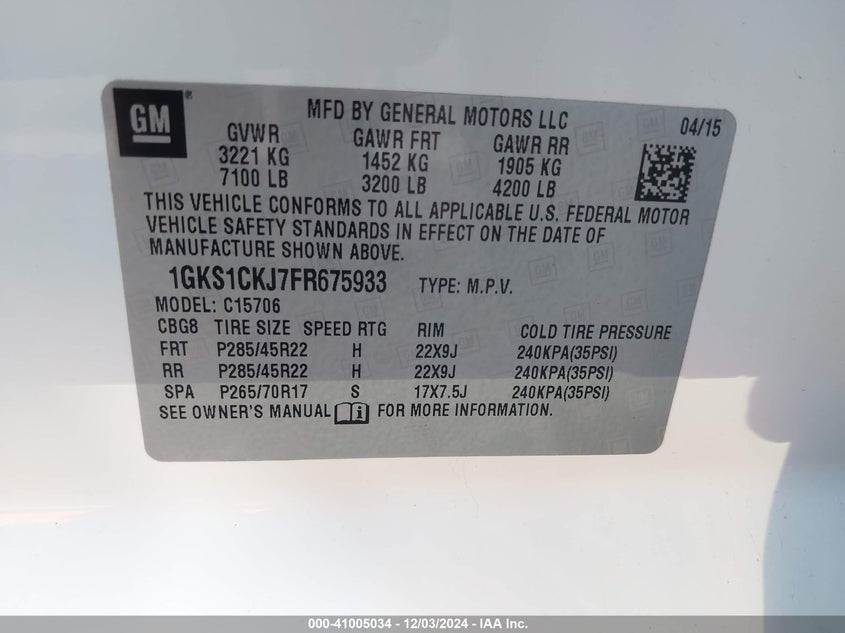 GM ® MFD BY GENERAL MOTORS LLC 04/15
GVWR GAWR FRT GAWR RR
3221 KG 1452 KG 1905 KG
7100 LB 3200 LB 4200 LB
THIS VEHICLE CONFORMS TO ALL APPLICABLE U.S. FEDERAL MOTOR
VEHICLE SAFETY STANDARDS IN EFFECT ON THE DATE OF
MANUFACTURE SHOWN ABOVE.
1GKS1CKJ7FR675933 TYPE: M.P.V.
MODEL: C15706
CBG8 TIRE SIZE SPEED RTG RIM COLD TIRE PRESSURE
FRT P285/45R22 H 22X9J 240KPA(35PSI)
RR P285/45R22 H 22X9J 240KPA(35PSI)
SPA P265/70R17 S 17X7.5J 240KPA(35PSI)
SEE OWNER'S MANUAL FOR MORE INFORMATION.
000-41005034 - 12/03/2024 - IAA Inc.